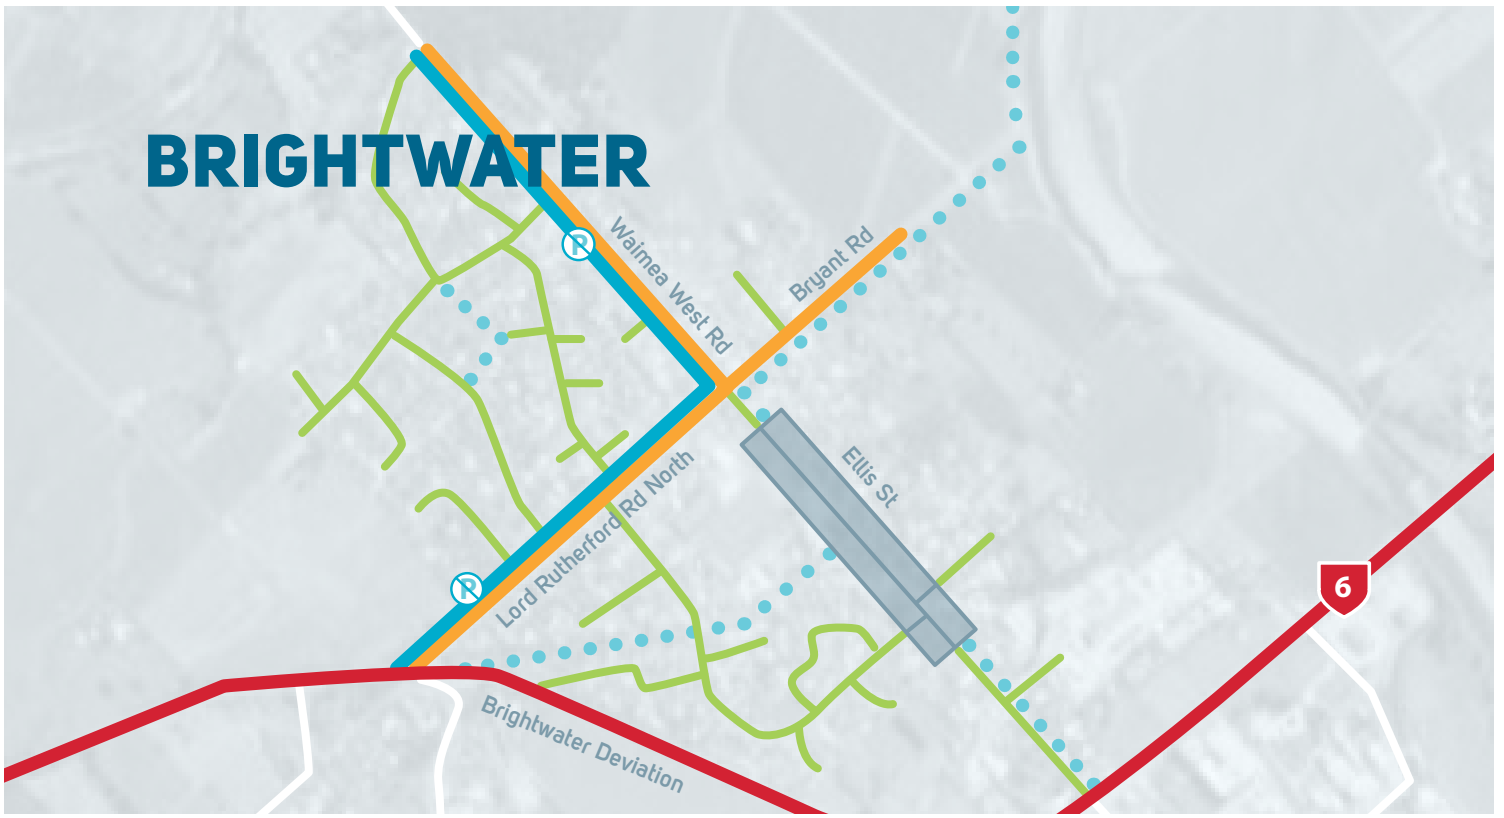 BRIGHTWATER
P
Waimea West Rd
Bryant Rd
Ellis St
Lord Rutherford Rd North
P
6
Brightwater Deviation